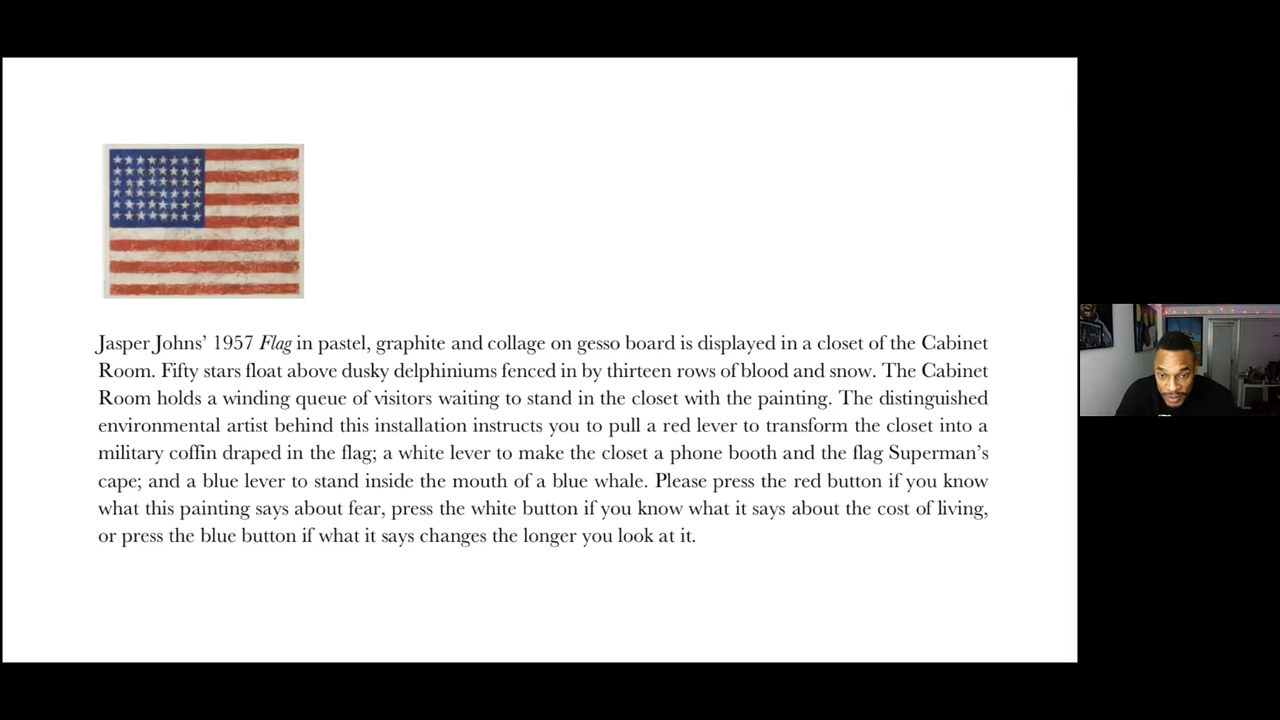 Jasper Johns’ 1957 Flag in pastel, graphite and collage on gesso board is displayed in a closet of the Cabinet
Room. Fifty stars float above dusky delphiniums fenced in by thirteen rows of blood and snow. The Cabinet
Room holds a winding queue of visitors waiting to stand in the closet with the painting. The distinguished
environmental artist behind this installation instructs you to pull a red lever to transform the closet into a
military coffin draped in the flag; a white lever to make the closet a phone booth and the flag Superman’s
cape; and a blue lever to stand inside the mouth of a blue whale. Please press the red button if you know
what this painting says about fear, press the white button if you know what it says about the cost of living,
or press the blue button if what it says changes the longer you look at it.